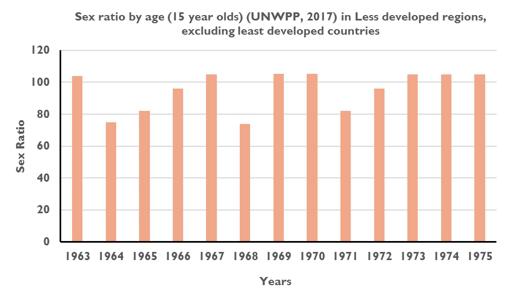 Sex ratio by age (15 year olds) (UNWPP, 2017) in Less developed regions,
excluding least developed countries
120
100
80
60
40
20
0
Sex Ratio
1963 1964 1965 1966 1967 1968 1969 1970 1971 1972 1973 1974 1975
Years